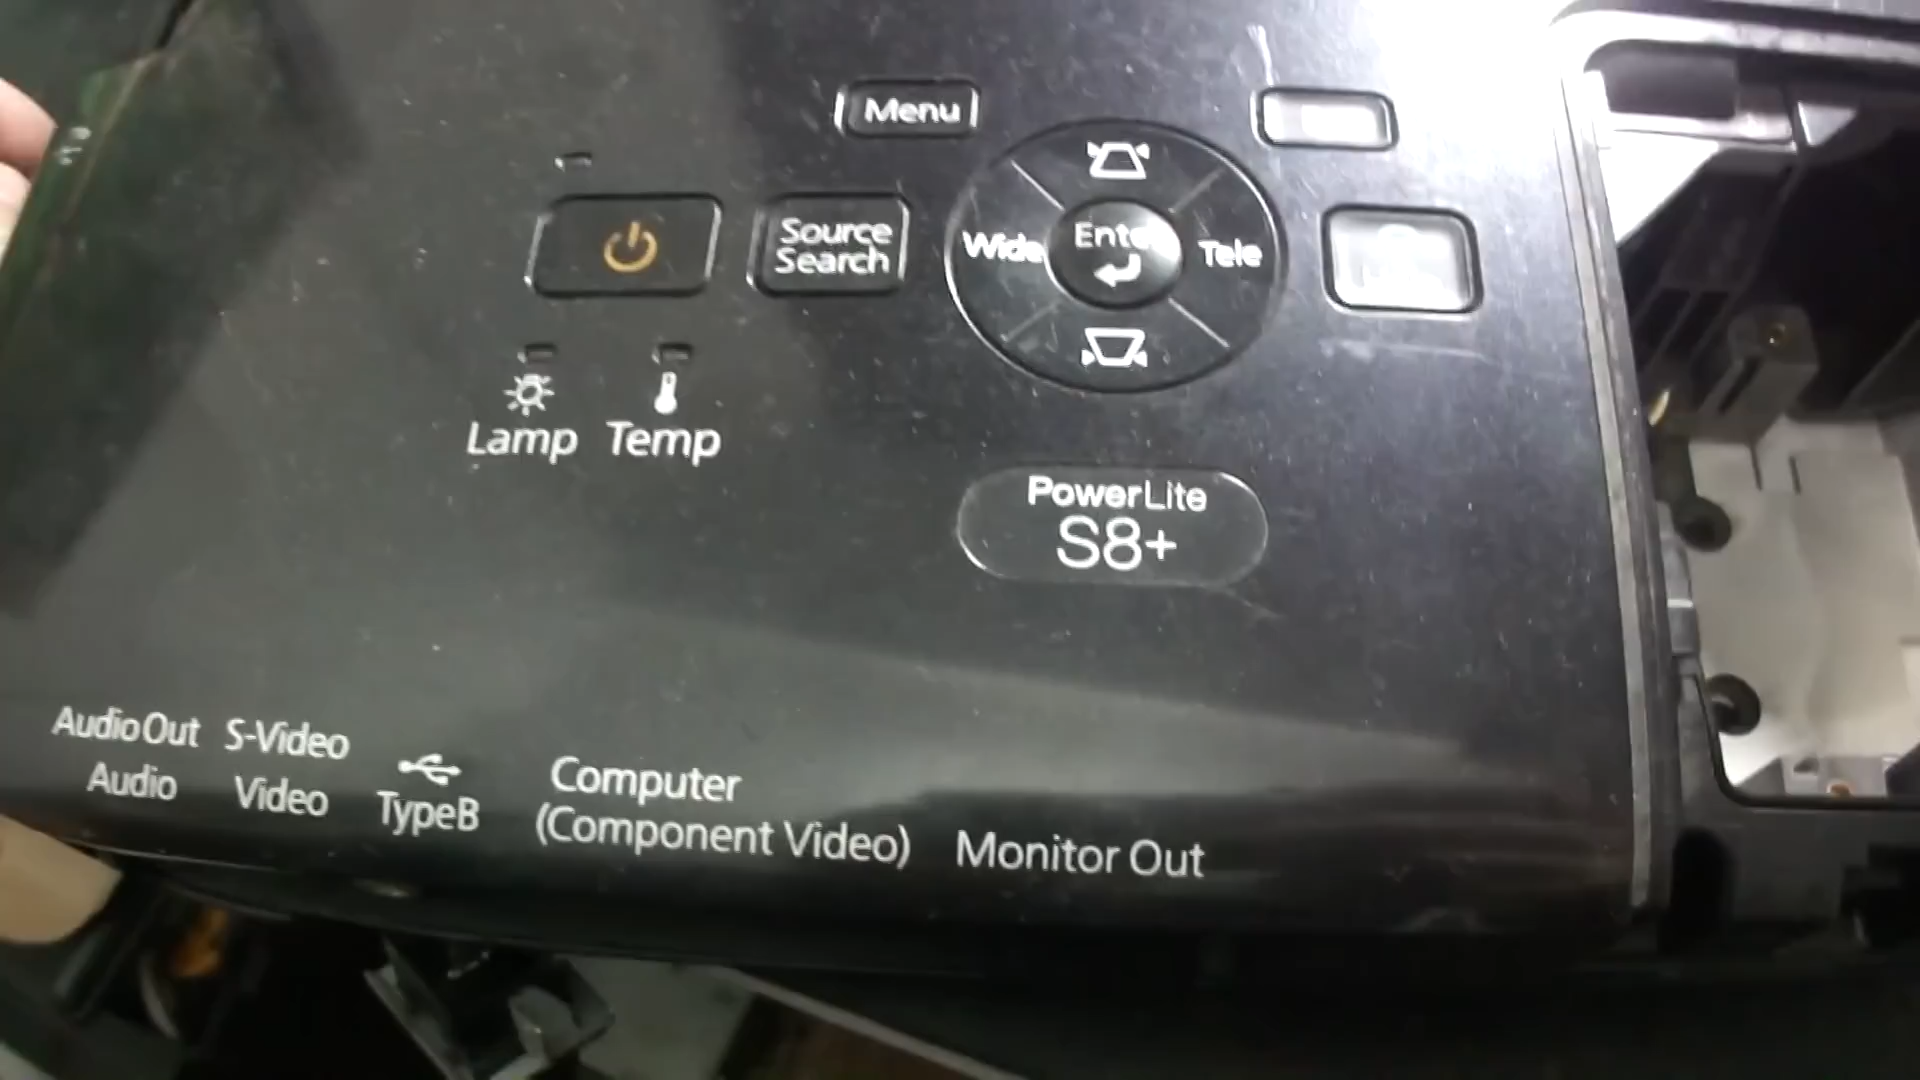 Menu
Source
Search
Wide
Enter
Tele
Lamp
Temp
PowerLite
S8+
Audio Out
S-Video
Audio
Video
TypeB
Computer
(Component Video)
Monitor Out